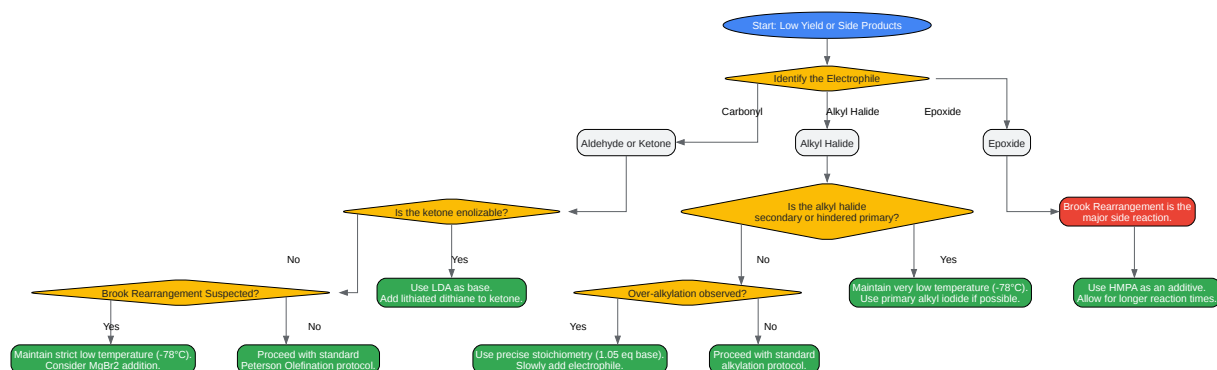 Start: Low Yield or Side Products
Identify the Electrophile
Carbonyl
Alkyl Halide
Epoxide
Aldehyde or Ketone
Alkyl Halide
Epoxide
Is the ketone enolizable?
Is the alkyl halide
secondary or hindered primary?
Brook Rearrangement is the
major side reaction.
No
Yes
No
Yes
Brook Rearrangement Suspected?
Use LDA as base.
Add lithiated dithiane to ketone.
Over-alkylation observed?
Maintain very low temperature (-78°C).
Use primary alkyl iodide if possible.
Use HMPA as an additive.
Allow for longer reaction times.
Yes
No
Yes
No
Maintain strict low temperature (-78°C).
Consider MgBr2 addition.
Proceed with standard
Peterson Olefination protocol.
Use precise stoichiometry (1.05 eq base).
Slowly add electrophile.
Proceed with standard
alkylation protocol.